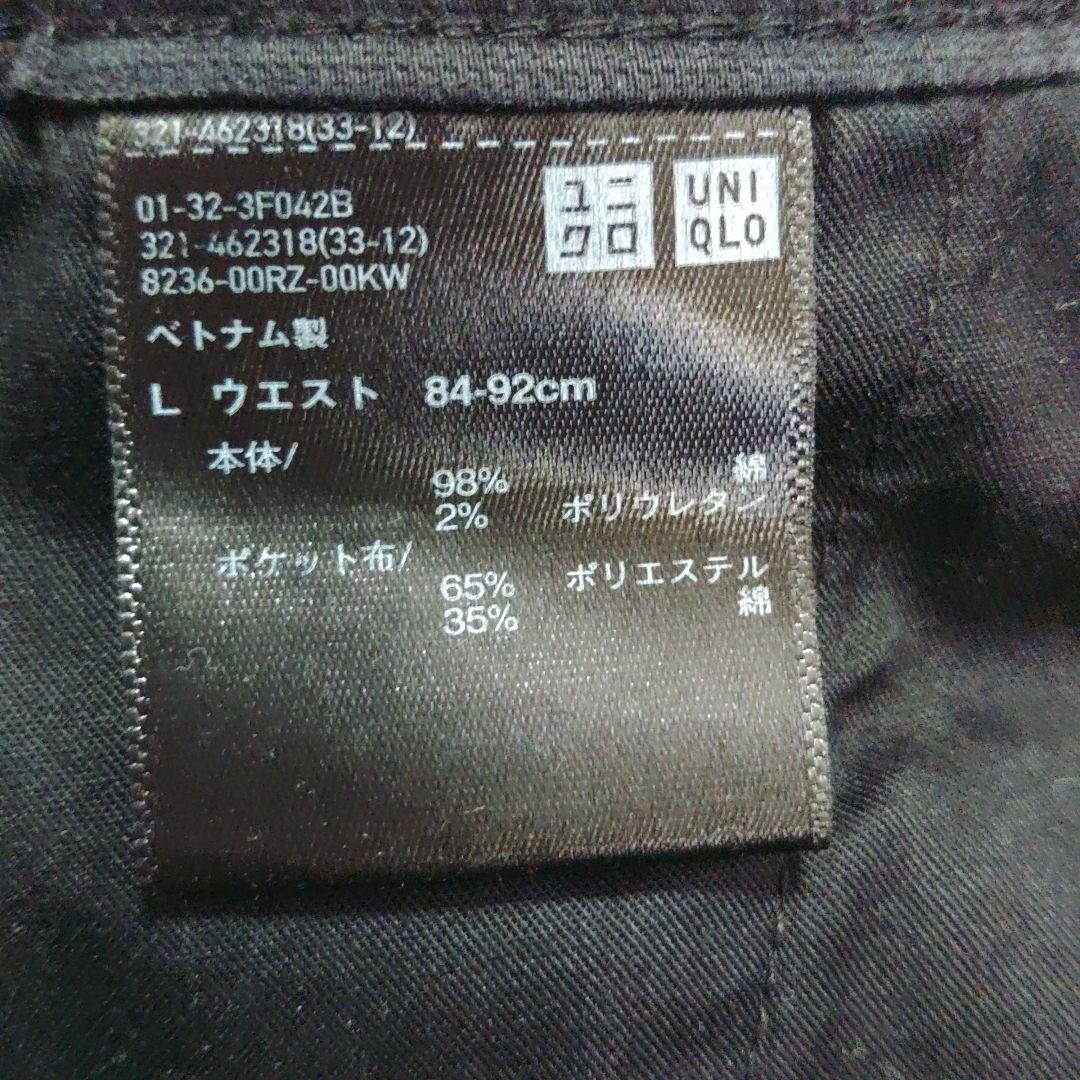 321-462318(33-12)
ユニクロ
UNIQLO
01-32-3F042B
321-462318(33-12)
8236-00RZ-00KW
ベトナム製
L ウエスト 84-92cm
本体/
98% 綿
2% ポリウレタン
ポケット布/
65% ポリエステル
35% 綿